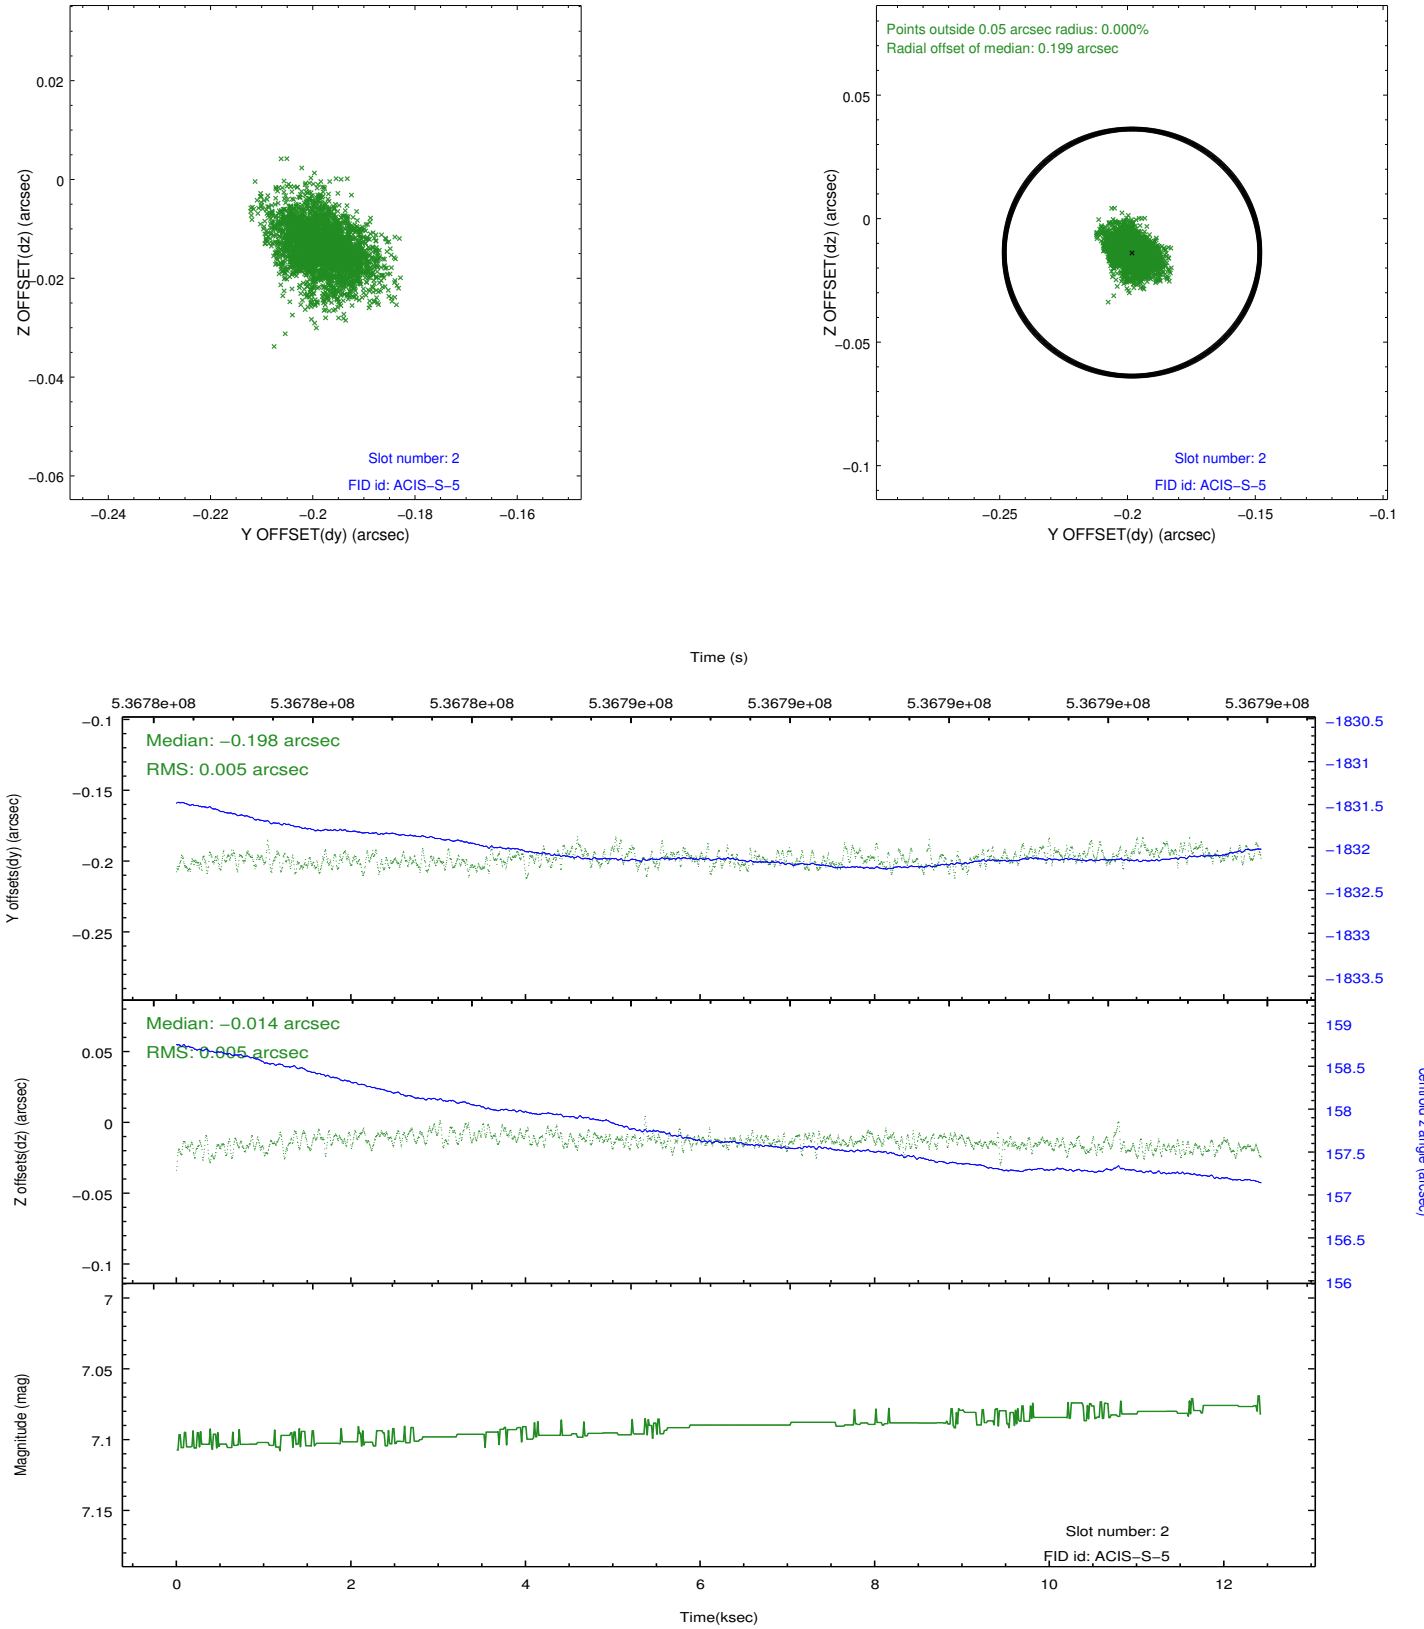 0.02
0
−0.02
−0.04
−0.06
Z OFFSET(dz) (arcsec)
Slot number: 2
FID id: ACIS−S−5
−0.24
−0.22
−0.2
−0.18
−0.16
Y OFFSET(dy) (arcsec)
Points outside 0.05 arcsec radius: 0.000%
Radial offset of median: 0.199 arcsec
0.05
0
−0.05
−0.1
Z OFFSET(dz) (arcsec)
Slot number: 2
FID id: ACIS−S−5
−0.25
−0.2
−0.15
−0.1
Y OFFSET(dy) (arcsec)
Time (s)
5.3678e+08
5.3678e+08
5.3678e+08
5.3679e+08
5.3679e+08
5.3679e+08
5.3679e+08
5.3679e+08
−0.1
−0.15
−0.2
−0.25
Y offsets(dy) (arcsec)
Median: −0.198 arcsec
RMS: 0.005 arcsec
−1830.5
−1831
−1831.5
−1832
−1832.5
−1833
−1833.5
0.05
0
−0.05
−0.1
Z offsets(dz) (arcsec)
Median: −0.014 arcsec
RMS: 0.005 arcsec
159
158.5
158
157.5
157
156.5
156
centroid z angle (arcsec)
7
7.05
7.1
7.15
Magnitude (mag)
Slot number: 2
FID id: ACIS−S−5
0
2
4
6
8
10
12
Time(ksec)